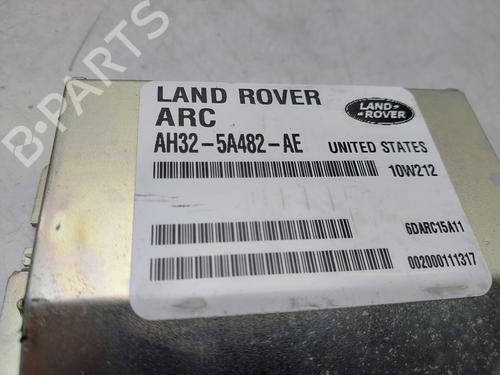 B-PARTS
LAND ROVER
ARC
LAND-
ROVER
AH32-5A482-AE
UNITED STATES
10W212
6DARC15A11
002000111317